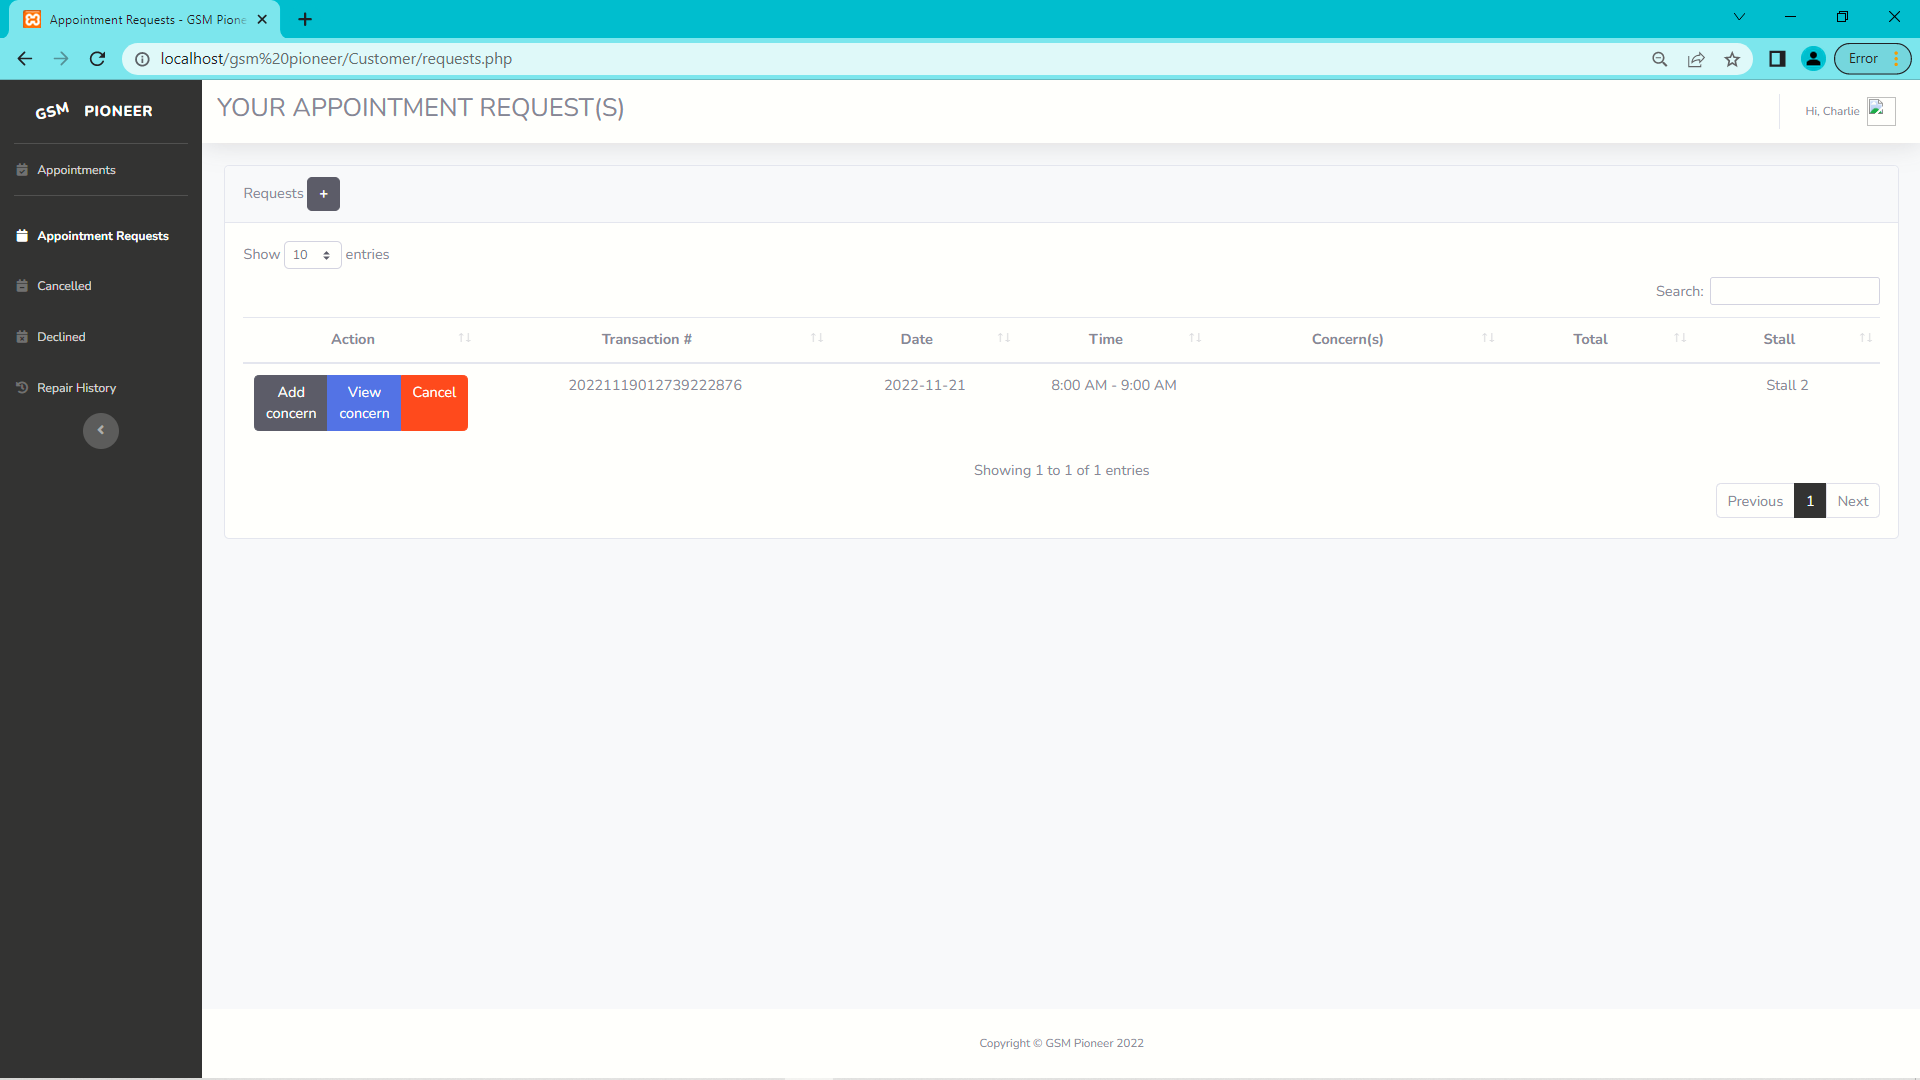 Appointment Requests - GSM Pione
localhost/gsm%20pioneer/Customer/requests.php
Error
GSM PIONEER
YOUR APPOINTMENT REQUEST(S)
Hi, Charlie
Appointments
Appointment Requests
Cancelled
Declined
Repair History
Requests +
Show 10 entries
Search:
Action Transaction # Date Time Concern(s) Total Stall
Add concern View concern Cancel 20221119012739222876 2022-11-21 8:00 AM - 9:00 AM Stall 2
Showing 1 to 1 of 1 entries
Previous 1 Next
Copyright © GSM Pioneer 2022